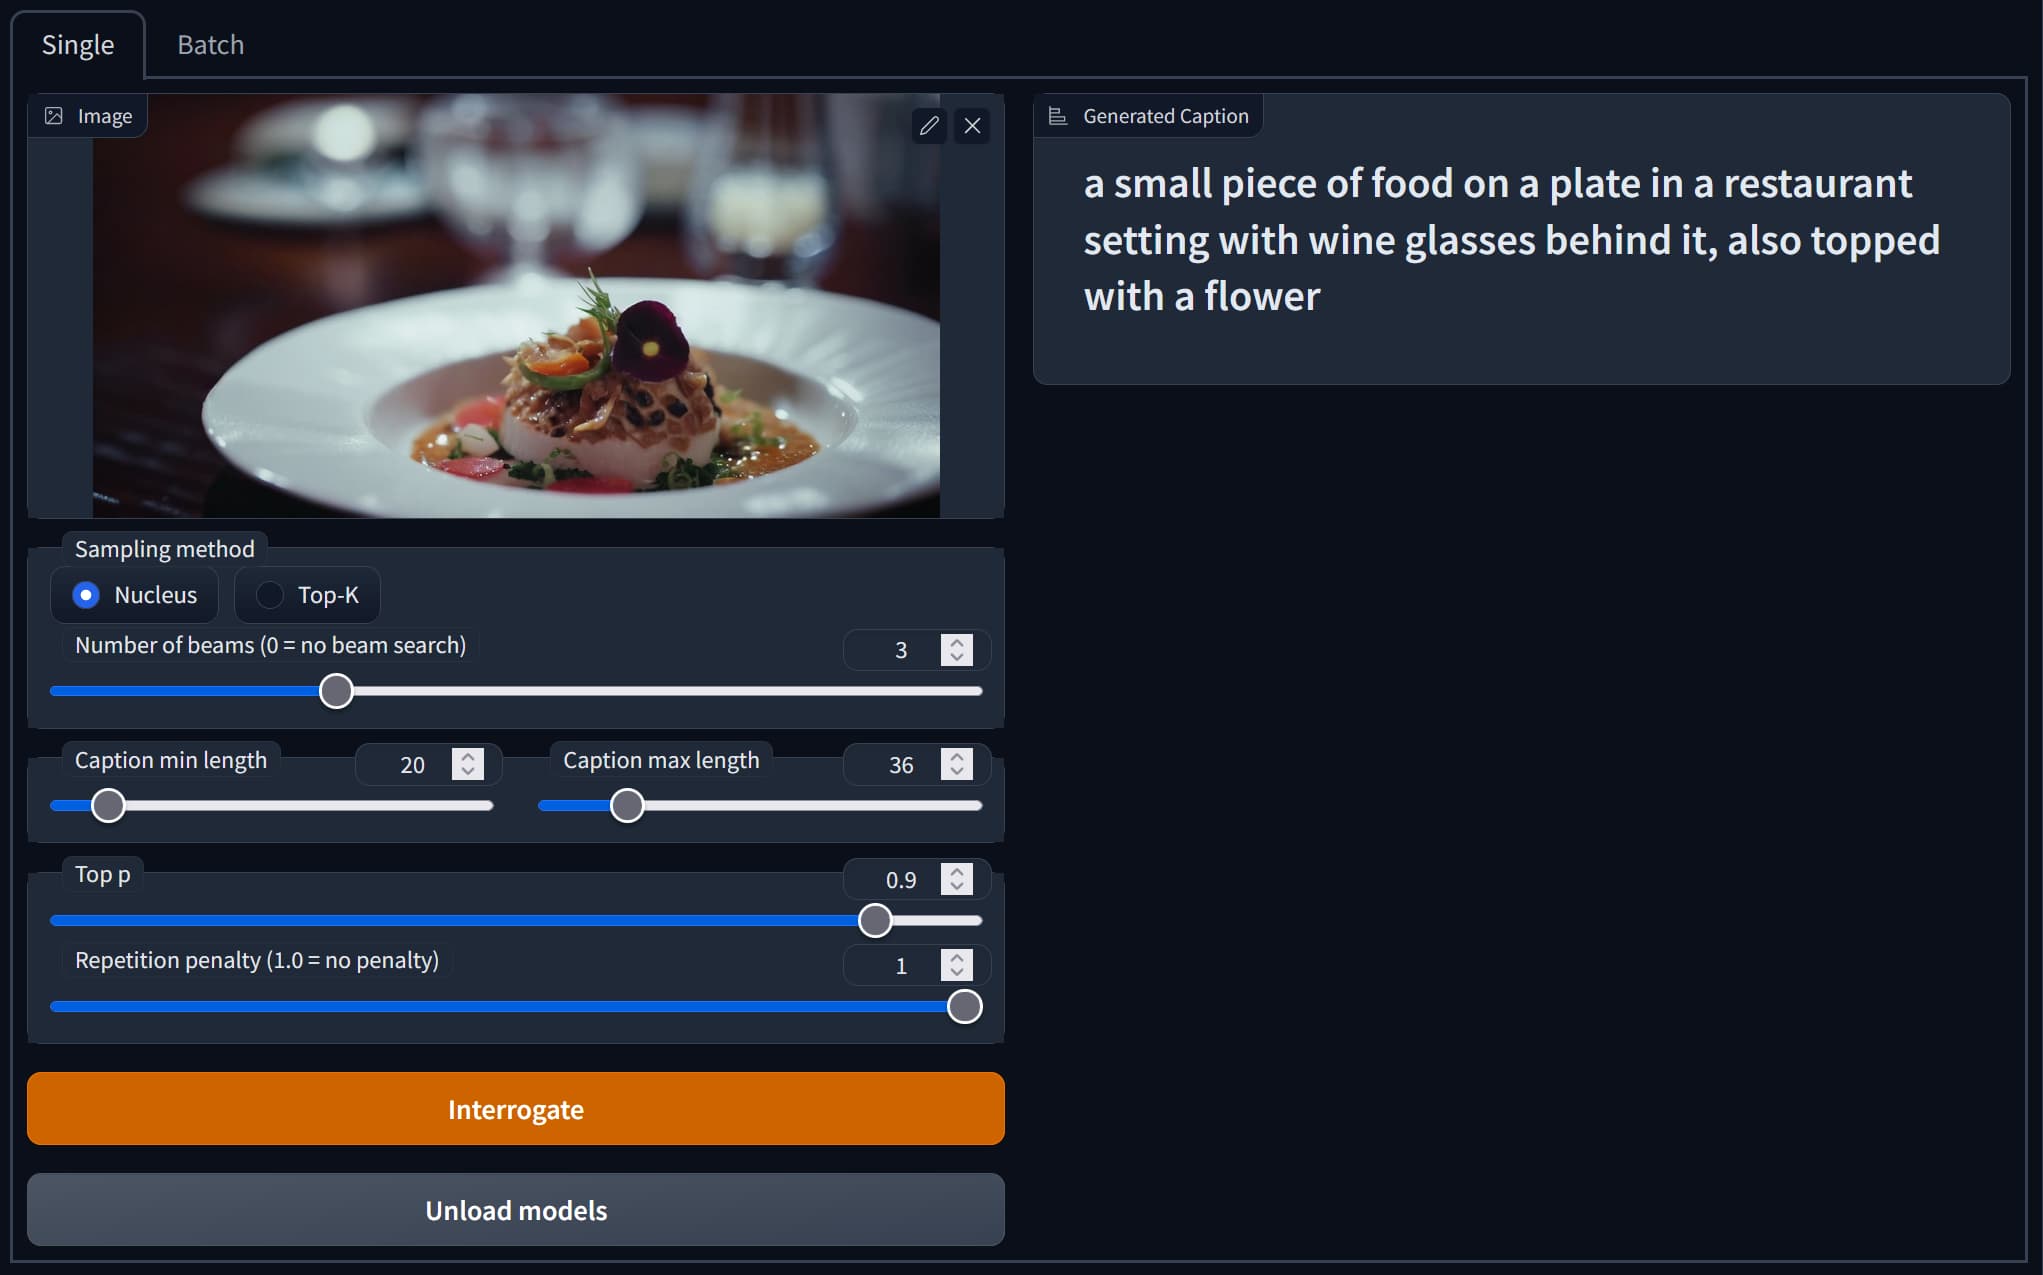 Single
Batch
Image
Generated Caption
a small piece of food on a plate in a restaurant
setting with wine glasses behind it, also topped
with a flower
Sampling method
Nucleus
Top-K
Number of beams (0 = no beam search)
3
Caption min length
20
Caption max length
36
Top p
0.9
Repetition penalty (1.0 = no penalty)
1
Interrogate
Unload models